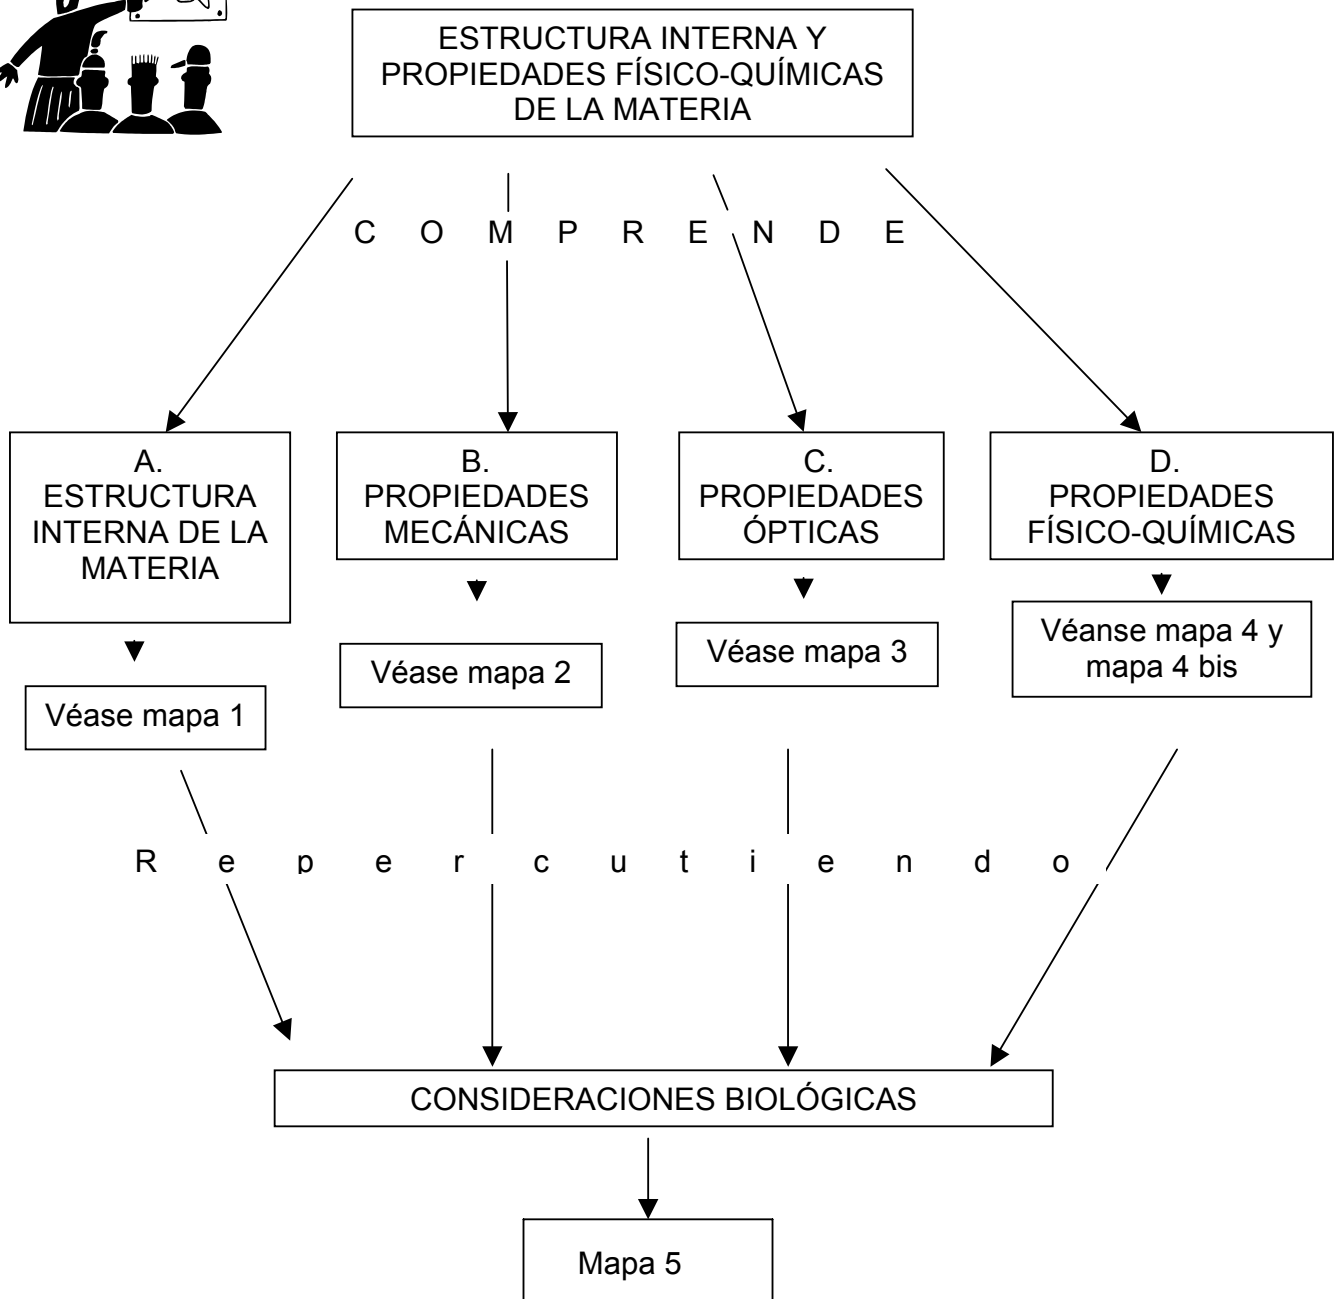 ESTRUCTURA INTERNA Y
PROPIEDADES FÍSICO-QUÍMICAS
DE LA MATERIA
C O M P R E N D E
A.
ESTRUCTURA
INTERNA DE LA
MATERIA
B.
PROPIEDADES
MECÁNICAS
C.
PROPIEDADES
ÓPTICAS
D.
PROPIEDADES
FÍSICO-QUÍMICAS
Véase mapa 1
Véase mapa 2
Véase mapa 3
Véanse mapa 4 y
mapa 4 bis
R e p e r c u t i e n d o
CONSIDERACIONES BIOLÓGICAS
Mapa 5